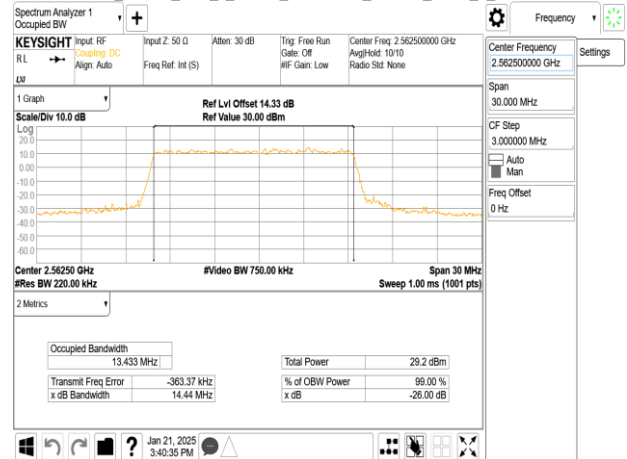 Spectrum Analyzer 1
Occupied BW
+
Frequency
KEYSIGHT
RL
LXI
Input: RF
Coupling: DC
Align: Auto
Input Z: 50 Ω
Freq Ref: Int (S)
Atten: 30 dB
Trig: Free Run
Gate: Off
#IF Gain: Low
Center Freq: 2.562500000 GHz
Avg|Hold: 10/10
Radio Std: None
Center Frequency
2.562500000 GHz
Settings
Span
30.000 MHz
CF Step
3.000000 MHz
Auto
Man
Freq Offset
0 Hz
1 Graph
Scale/Div 10.0 dB
Ref Lvl Offset 14.33 dB
Ref Value 30.00 dBm
Log
20.0
10.0
0.00
-10.0
-20.0
-30.0
-40.0
-50.0
-60.0
Center 2.56250 GHz
#Video BW 750.00 kHz
Span 30 MHz
#Res BW 220.00 kHz
Sweep 1.00 ms (1001 pts)
2 Metrics
Occupied Bandwidth
13.433 MHz
Total Power 29.2 dBm
Transmit Freq Error -363.37 kHz
% of OBW Power 99.00 %
x dB Bandwidth 14.44 MHz
x dB -26.00 dB
?
Jan 21, 2025
3:40:35 PM